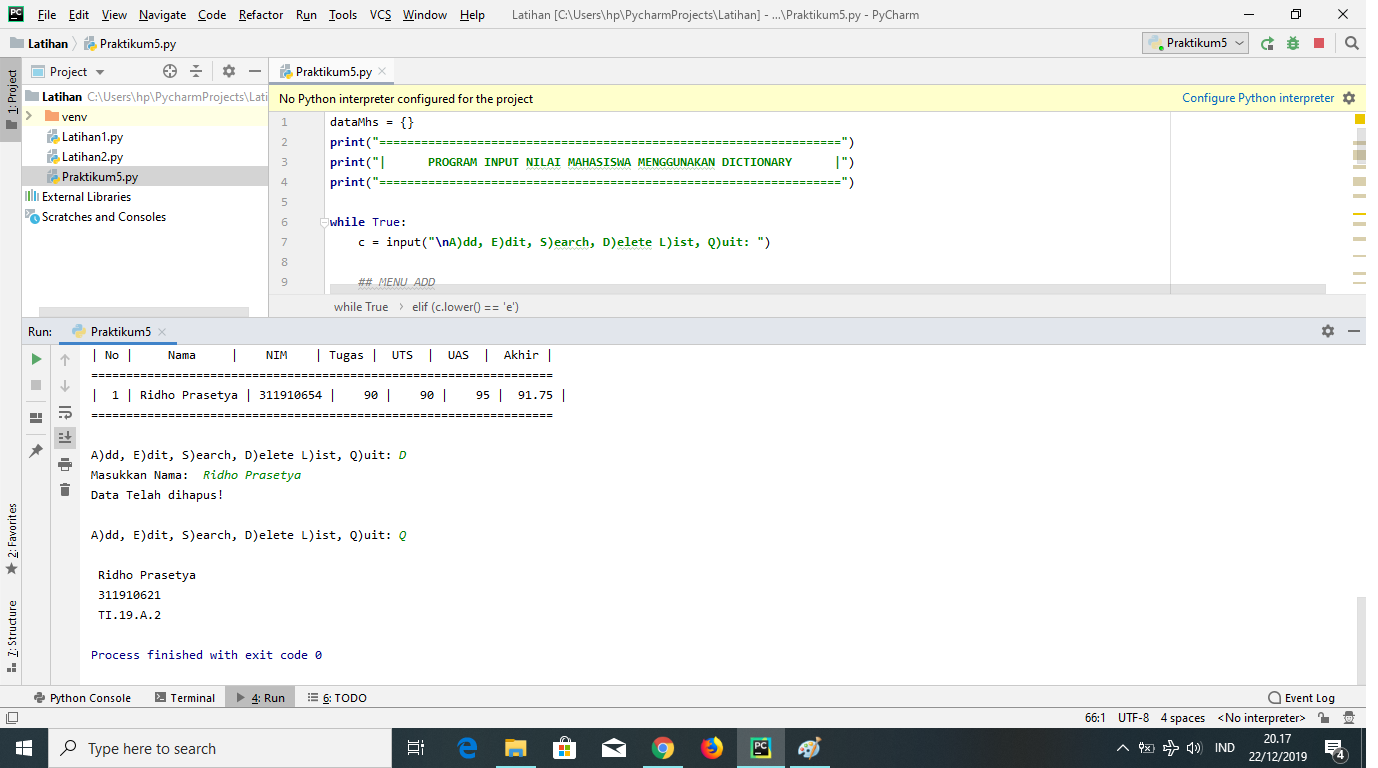 File Edit View Navigate Code Refactor Run Tools VCS Window Help Latihan [C:\Users\hp\PycharmProjects\Latihan] - ...\Praktikum5.py - PyCharm
Latihan Praktikum5.py Praktikum5
1: Project
Project
Praktikum5.py
Latihan C:\Users\hp\PycharmProjects\Lati
venv
Latihan1.py
Latihan2.py
Praktikum5.py
External Libraries
Scratches and Consoles
No Python interpreter configured for the project Configure Python interpreter
1 dataMhs = {}
2 print("==================================================================")
3 print("|      PROGRAM INPUT NILAI MAHASISWA MENGGUNAKAN DICTIONARY      |")
4 print("==================================================================")
5
6 while True:
7 c = input("\nA)dd, E)dit, S)earch, D)elete L)ist, Q)uit: ")
8
9 ## MENU ADD
while True elif (c.lower() == 'e')
Run: Praktikum5
| No |     Nama     |    NIM    | Tugas |  UTS  |  UAS  |  Akhir |
==================================================================
|  1 | Ridho Prasetya | 311910654 |    90 |    90 |    95 |  91.75 |
==================================================================
A)dd, E)dit, S)earch, D)elete L)ist, Q)uit: D
Masukkan Nama:  Ridho Prasetya
Data Telah dihapus!
A)dd, E)dit, S)earch, D)elete L)ist, Q)uit: Q
Ridho Prasetya
311910621
TI.19.A.2
Process finished with exit code 0
2: Favorites
7: Structure
Python Console Terminal 4: Run 6: TODO Event Log
66:1 UTF-8 4 spaces <No interpreter>
Type here to search
IND
20.17
22/12/2019
4